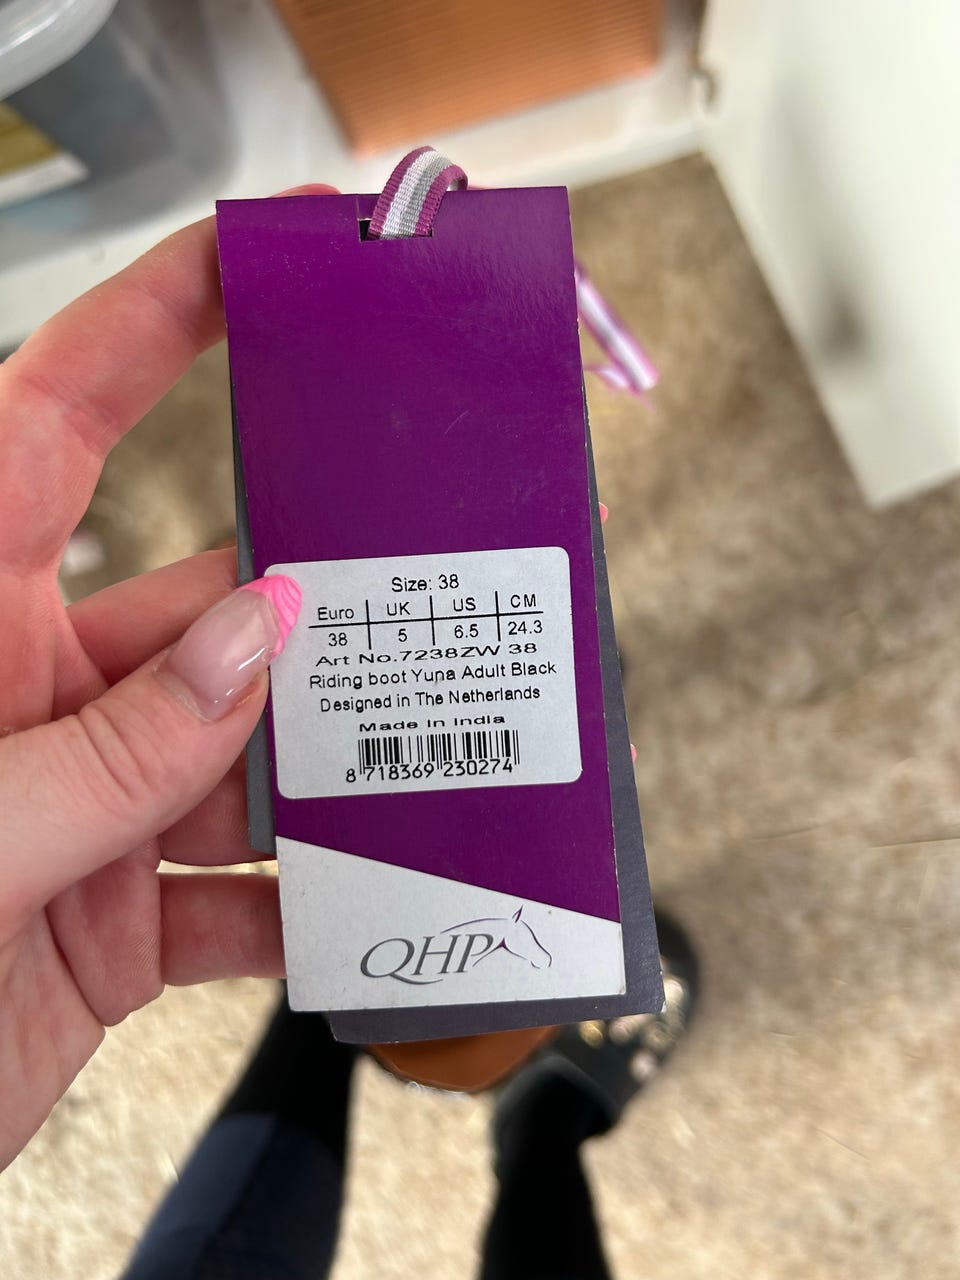 Size: 38
Euro UK US CM
38 5 6.5 24.3
Art No.7238ZW 38
Riding boot Yuna Adult Black
Designed in The Netherlands
Made in India
8 718369 230274
QHP